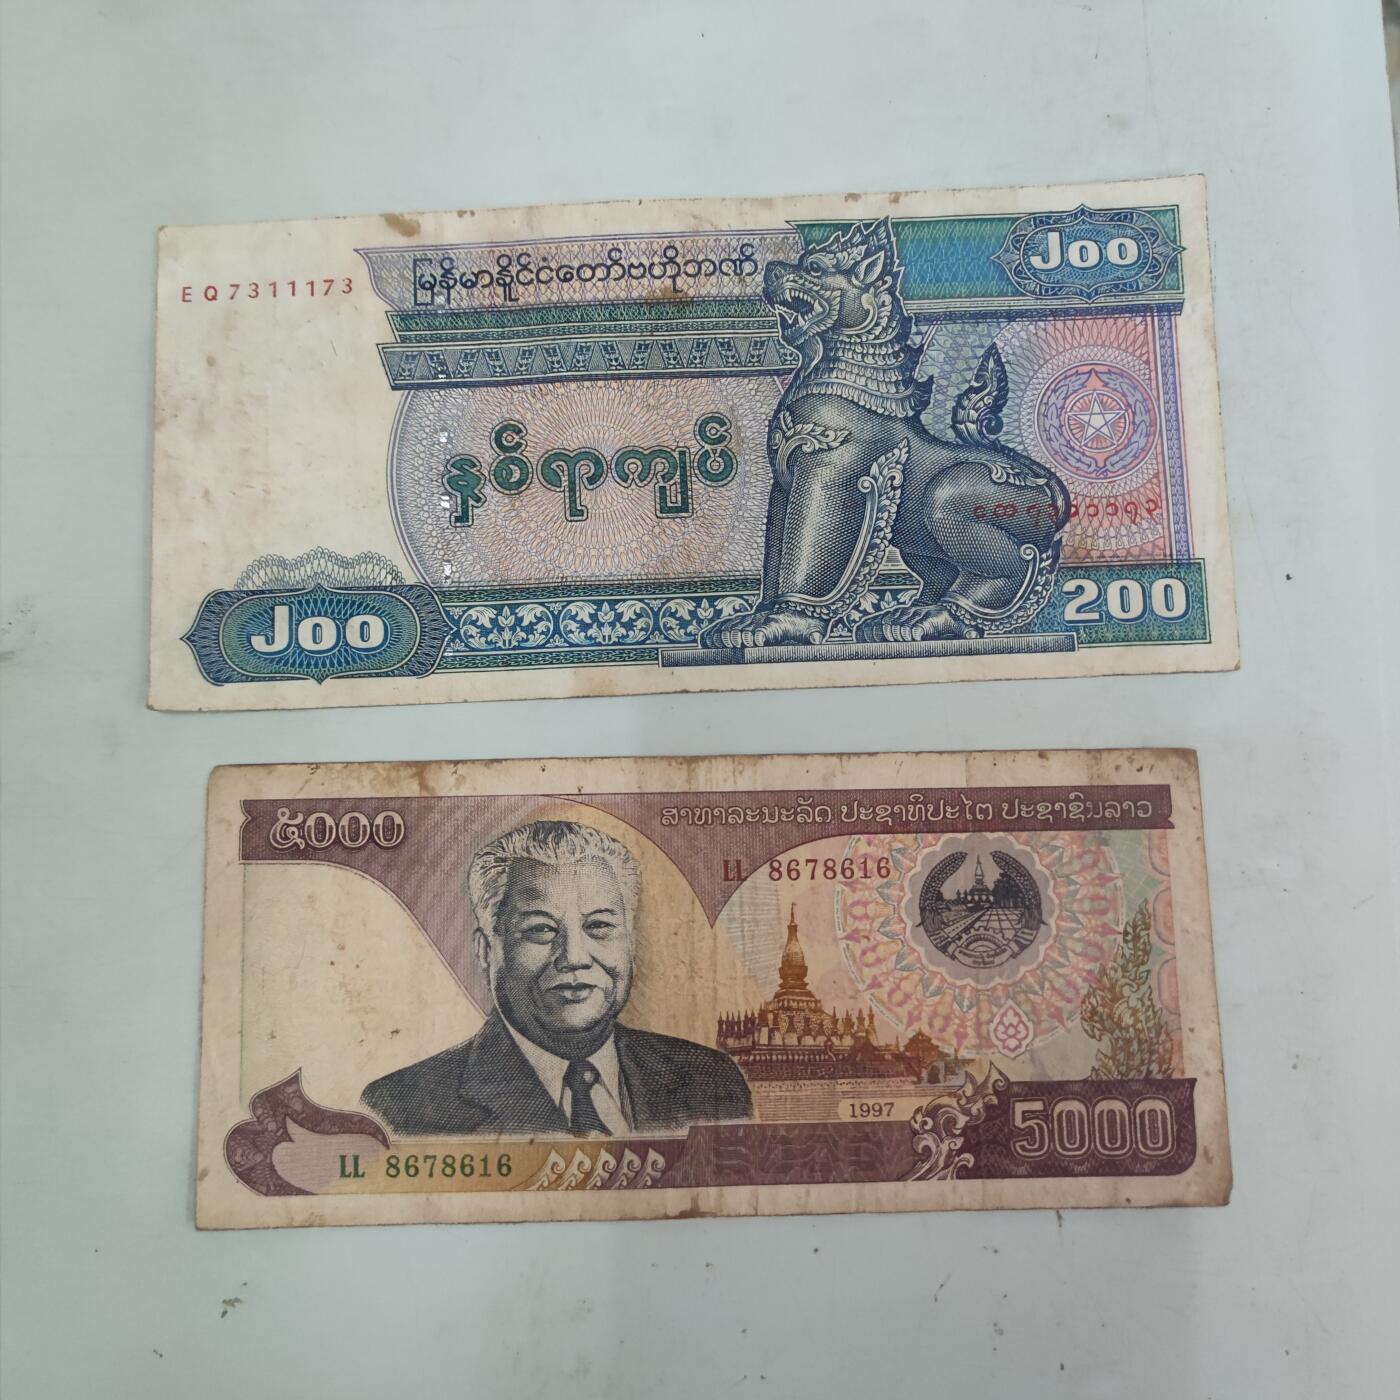 EQ7311173
မြန်မာနိုင်ငံတော်ဗဟိုဘဏ်
၂၀၀
နှစ်ရာကျပ်
၂၀၀
200
໕000
ສາທາລະນະລັດ ປະຊາທິປະໄຕ ປະຊາຊົນລາວ
LL 8678616
1997
5000
LL 8678616